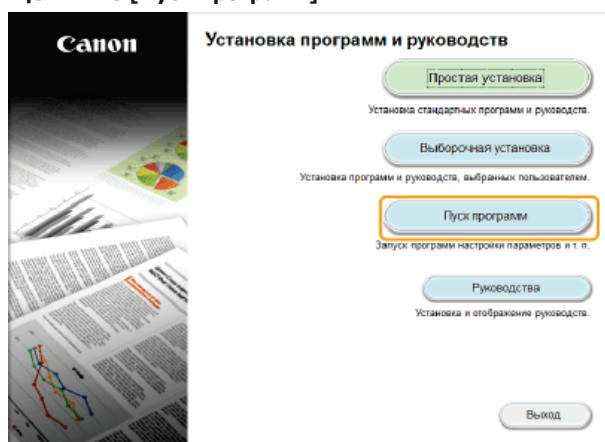 Canon
Установка программ и руководств
Простая установка
Установка стандартных программ и руководств.
Выборочная установка
Установка программ и руководств, выбранных пользователем.
Пуск программ
Запуск программ настройки параметров и т. п.
Руководства
Установка и отображение руководств.
Выход